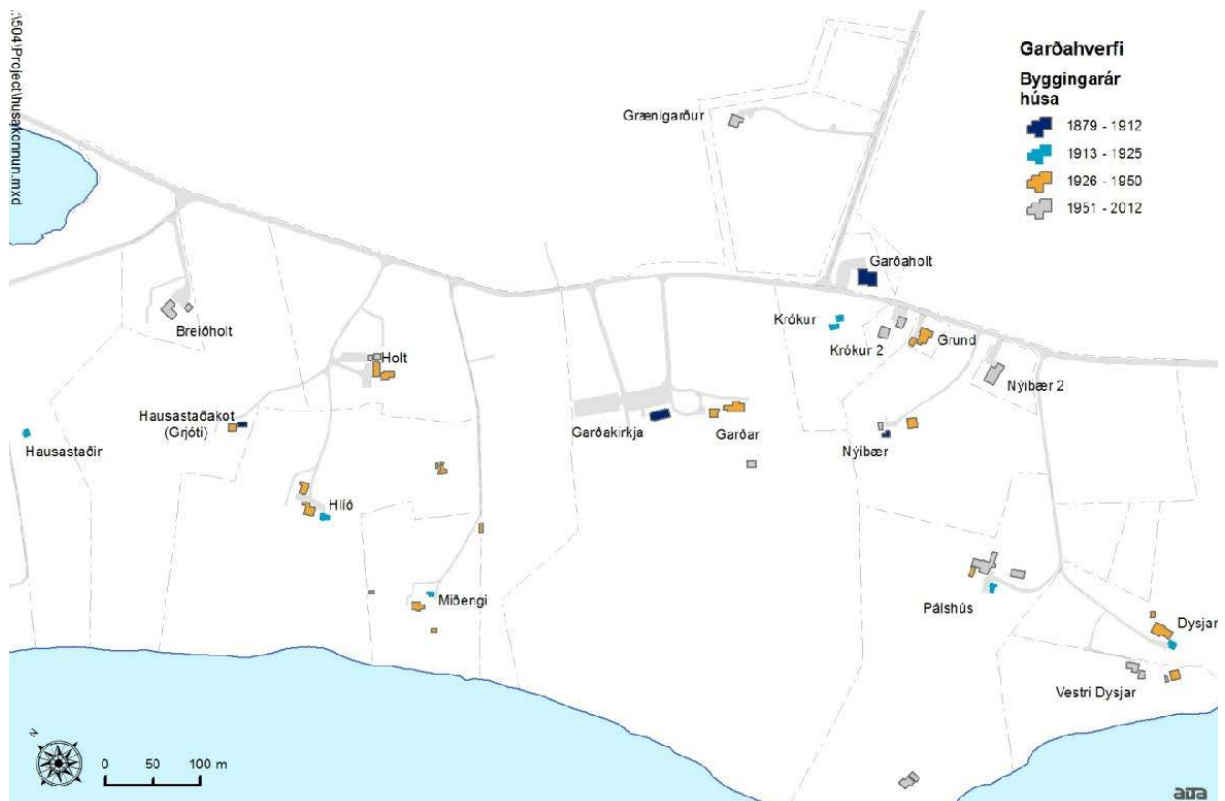 ..\504\Project\husakonnun.mxd
Garðahverfi
Byggingarár
húsa
1879 - 1912
1913 - 1925
1926 - 1950
1951 - 2012
Grænigarður
Garðaholt
Krókur
Krókur 2
Grund
Breiðholt
Holt
Nýibær 2
Hausastaðakot
(Grjóti)
Hausastaðir
Garðakirkja
Garðar
Nýibær
Hlíð
Miðengi
Pálshús
Dysjar
Vestri Dysjar
N
0 50 100 m